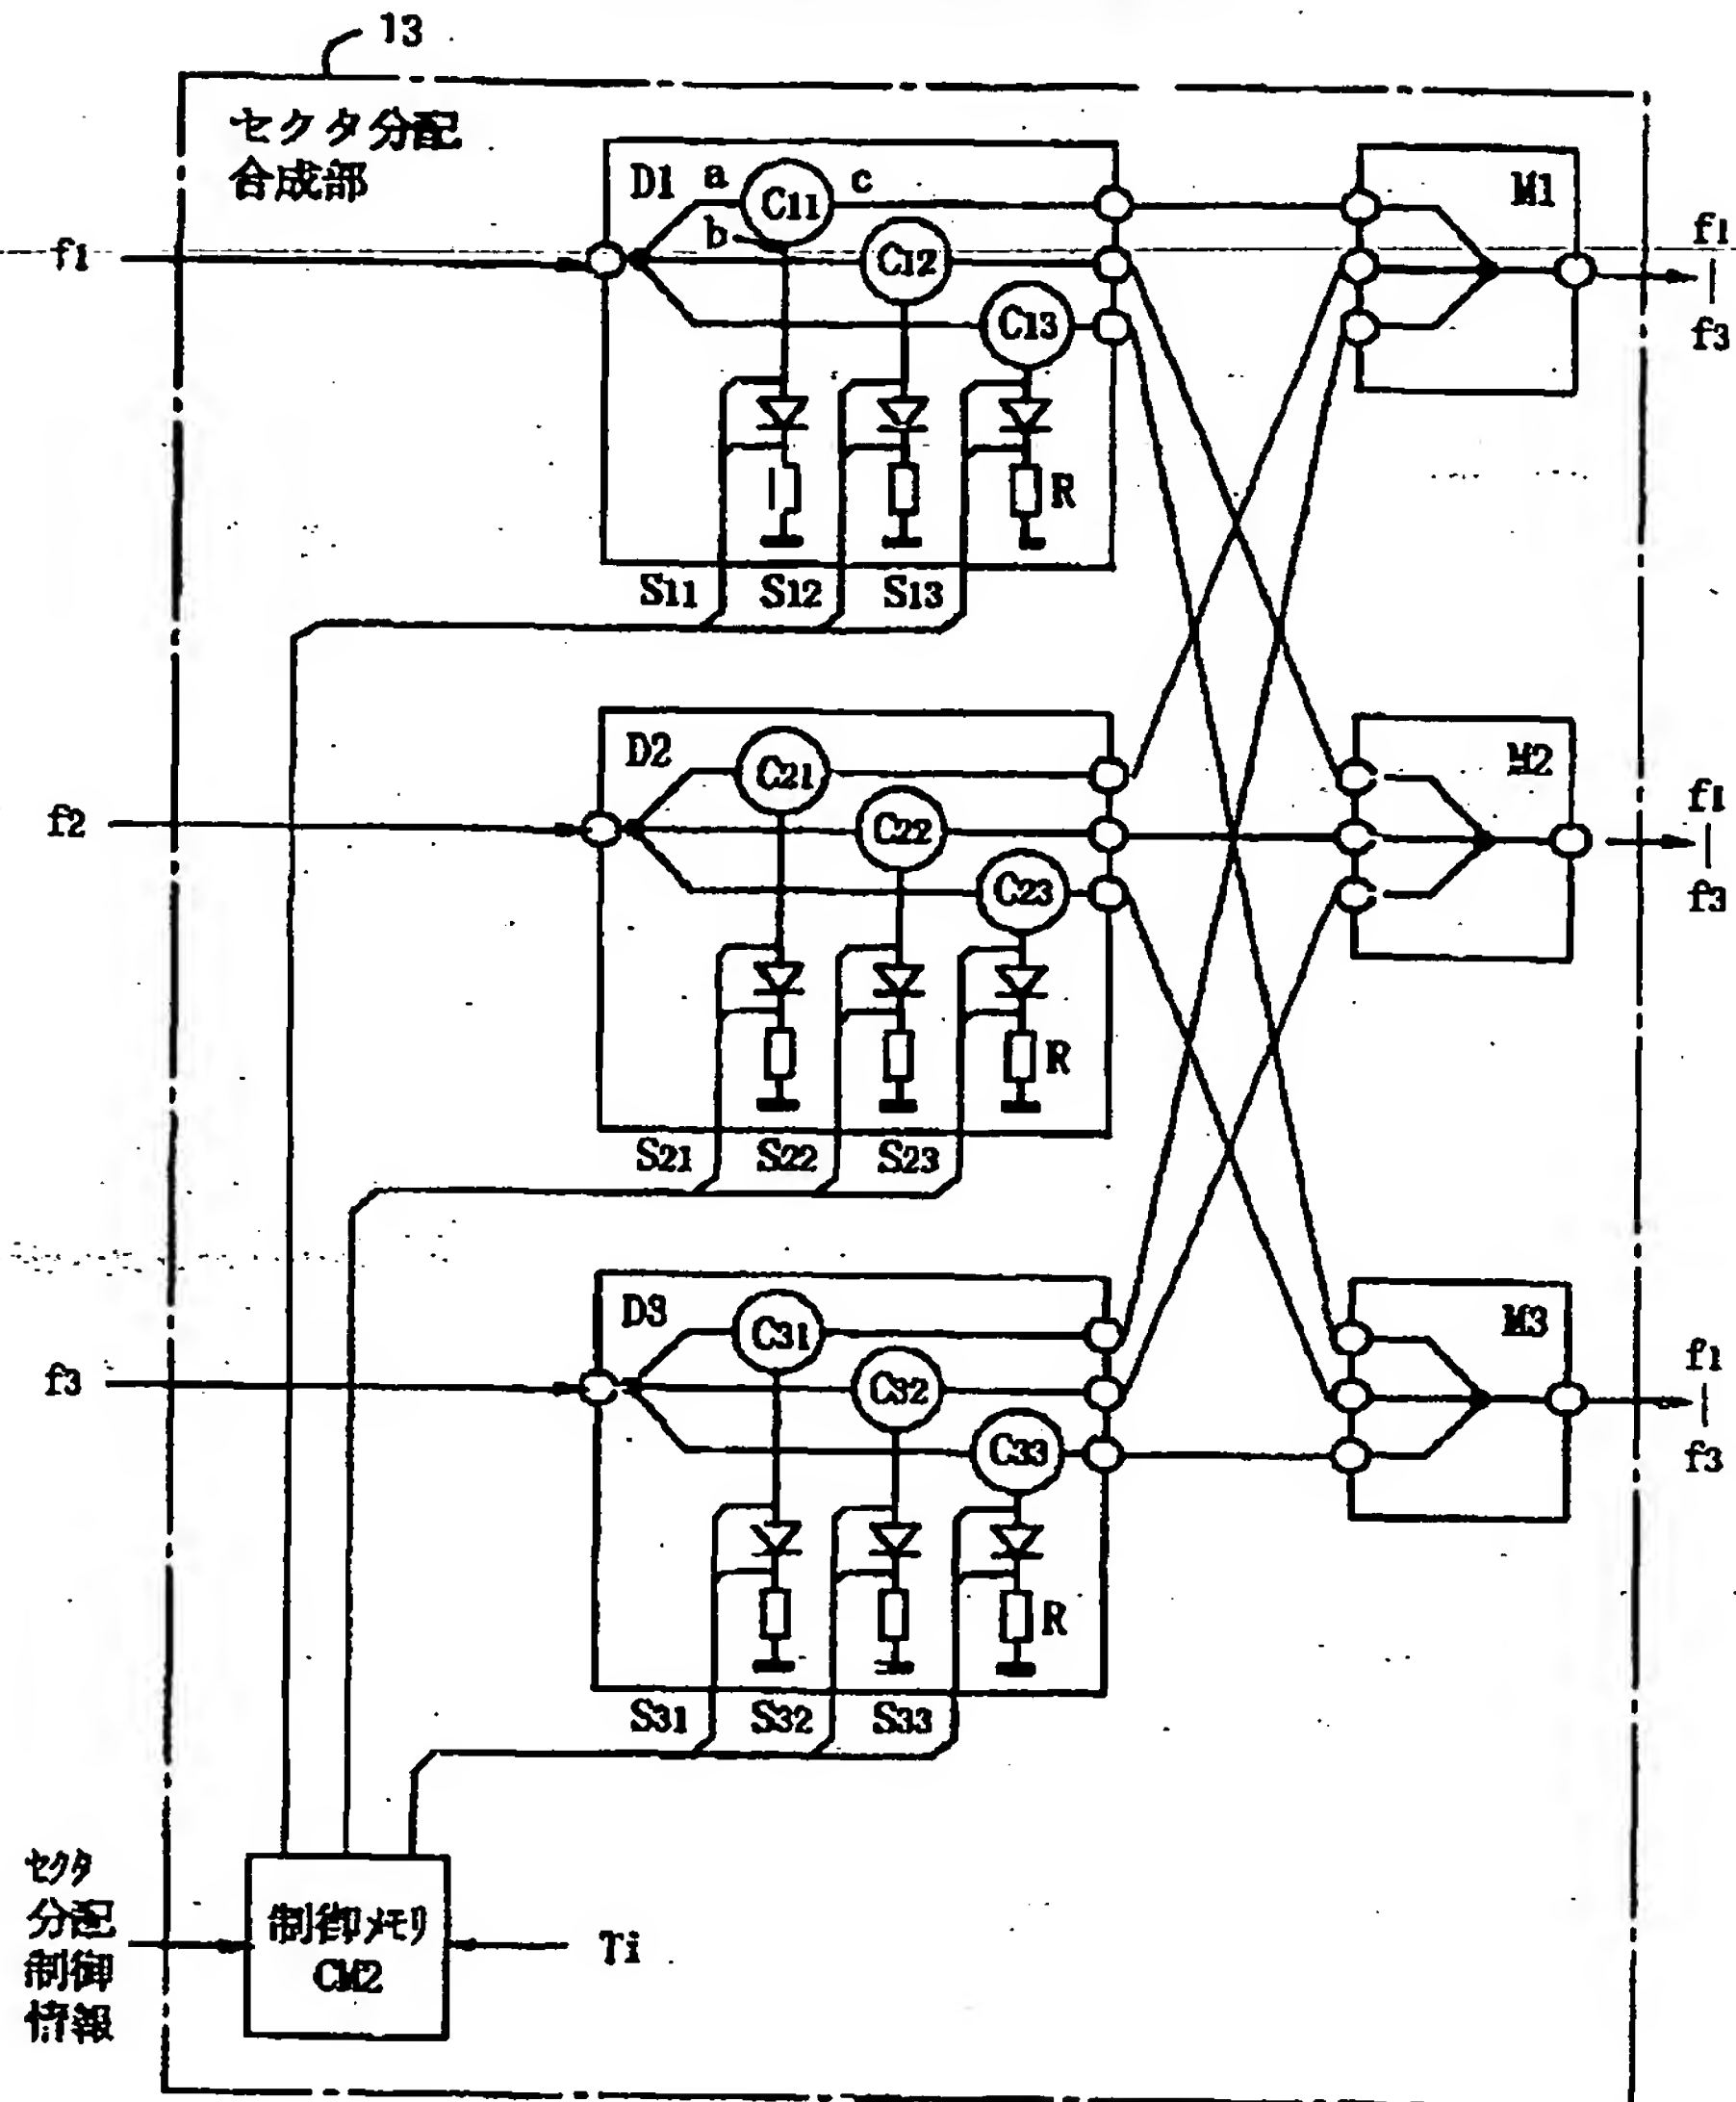 13
セクタ分配
合成部
D1
a
C11
c
b
C12
C13
R
S11
S12
S13
M1
f1
f1
|
f3
D2
C21
C22
C23
R
S21
S22
S23
M2
f2
f1
|
f3
D3
C31
C32
C33
R
S31
S32
S33
M3
f3
f1
|
f3
セクタ
分配
制御
情報
制御メモリ
CM2
Ti